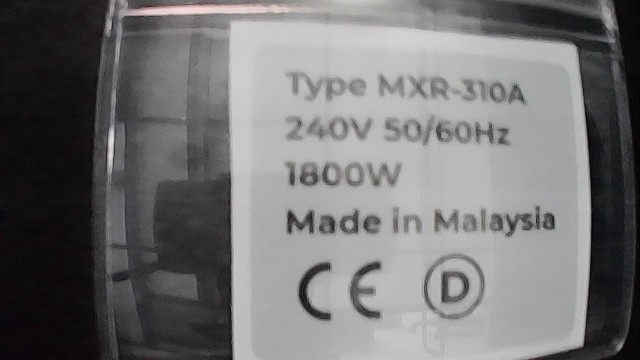 Type MXR-310A
240V 50/60Hz
1800W
Made in Malaysia
CE D